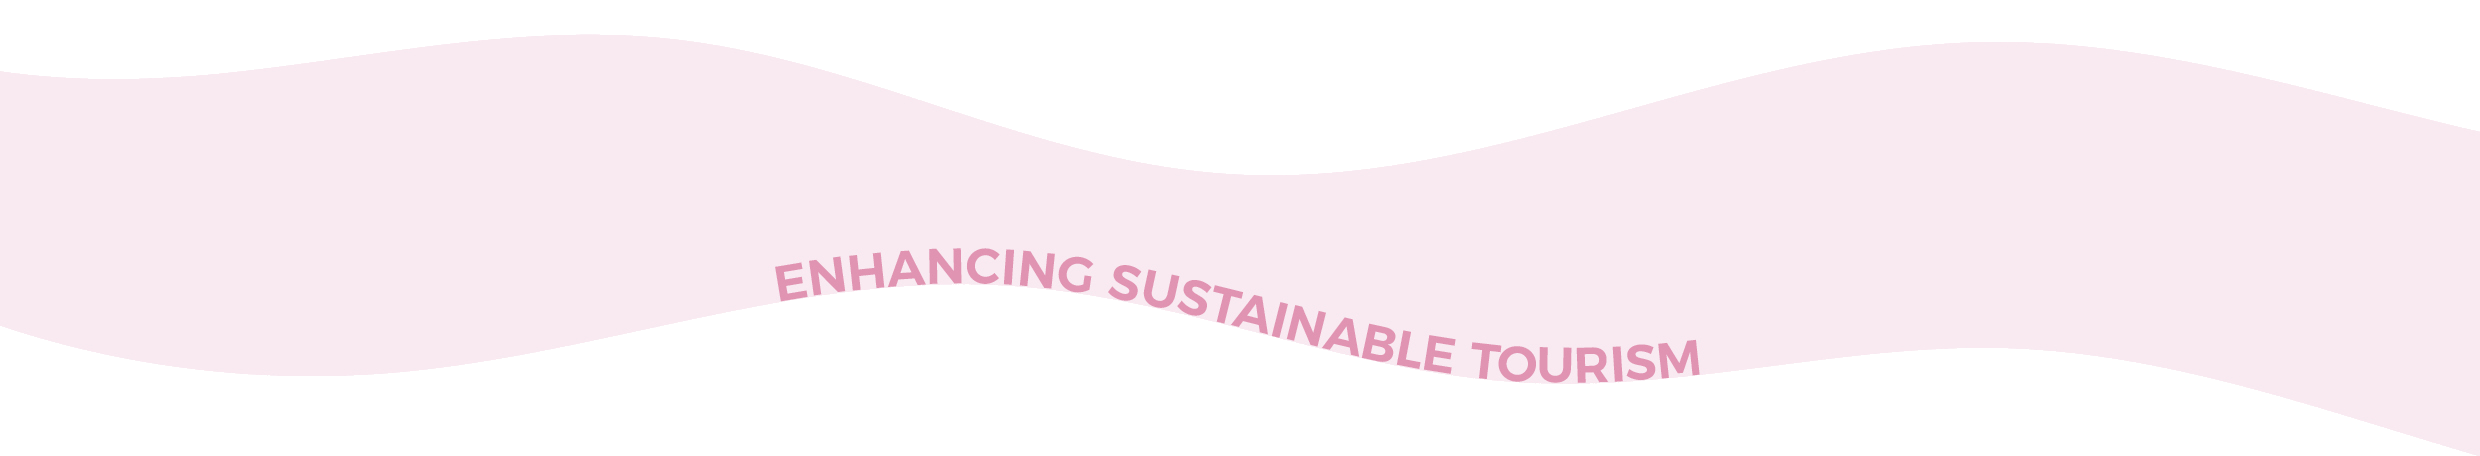 ENHANCING SUSTAINABLE TOURISM